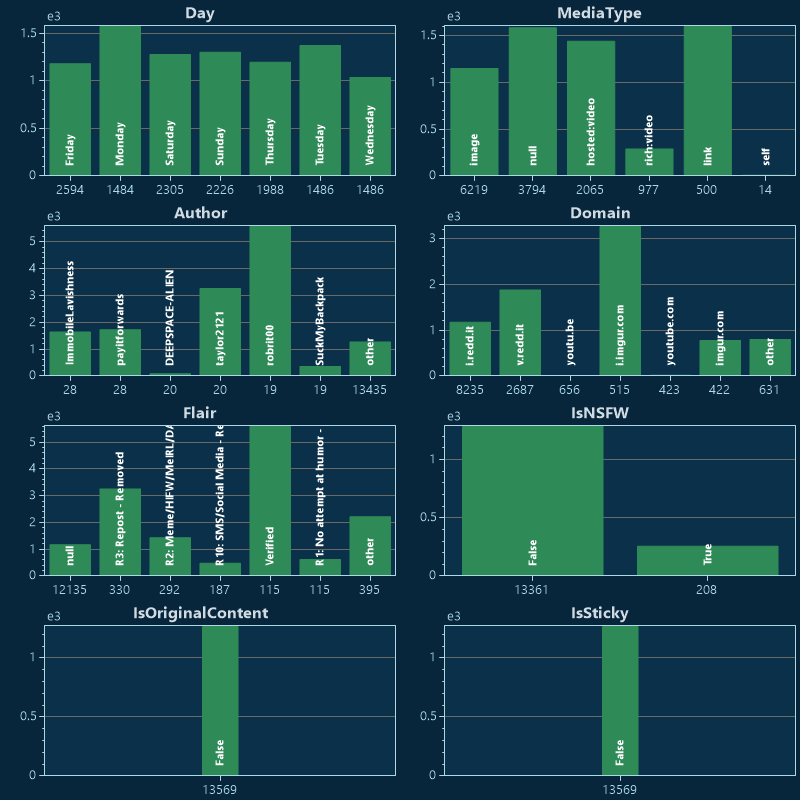 Day
1e3
0
0.5
1
1.5
Friday
Monday
Saturday
Sunday
Thursday
Tuesday
Wednesday
2594
1484
2305
2226
1988
1486
1486
MediaType
e3
0
0.5
1
1.5
image
null
hosted:video
rich:video
link
self
6219
3794
2065
977
500
14
Author
e3
0
1
2
3
4
5
ImmobileLavishness
payitforwards
DEEPSPACE-ALIEN
taylor2121
robrit00
SuckMyBackpack
other
28
28
20
20
19
19
13435
Domain
e3
0
1
2
3
i.redd.it
v.redd.it
youtu.be
i.imgur.com
youtube.com
imgur.com
other
8235
2687
656
515
423
422
631
Flair
e3
0
1
2
3
4
5
null
R3: Repost - Removed
R2: Meme/HIFW/MeIRL/DA
R10: SMS/Social Media - Re
Verified
R1: No attempt at humor -
other
12135
330
292
187
115
115
395
IsNSFW
e3
0
0.5
1
False
True
13361
208
IsOriginalContent
e3
0
0.5
1
False
13569
IsSticky
e3
0
0.5
1
False
13569